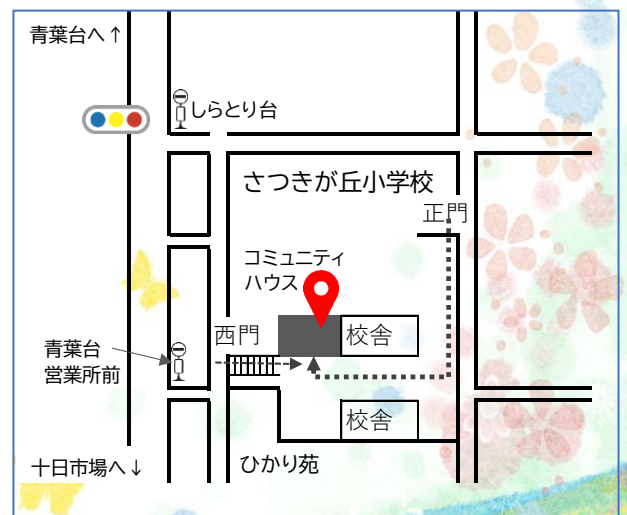 青葉台へ↑
しらとり台
さつきが丘小学校
正門
コミュニティ
ハウス
西門
校舎
青葉台
営業所前
校舎
十日市場へ↓
ひかり苑